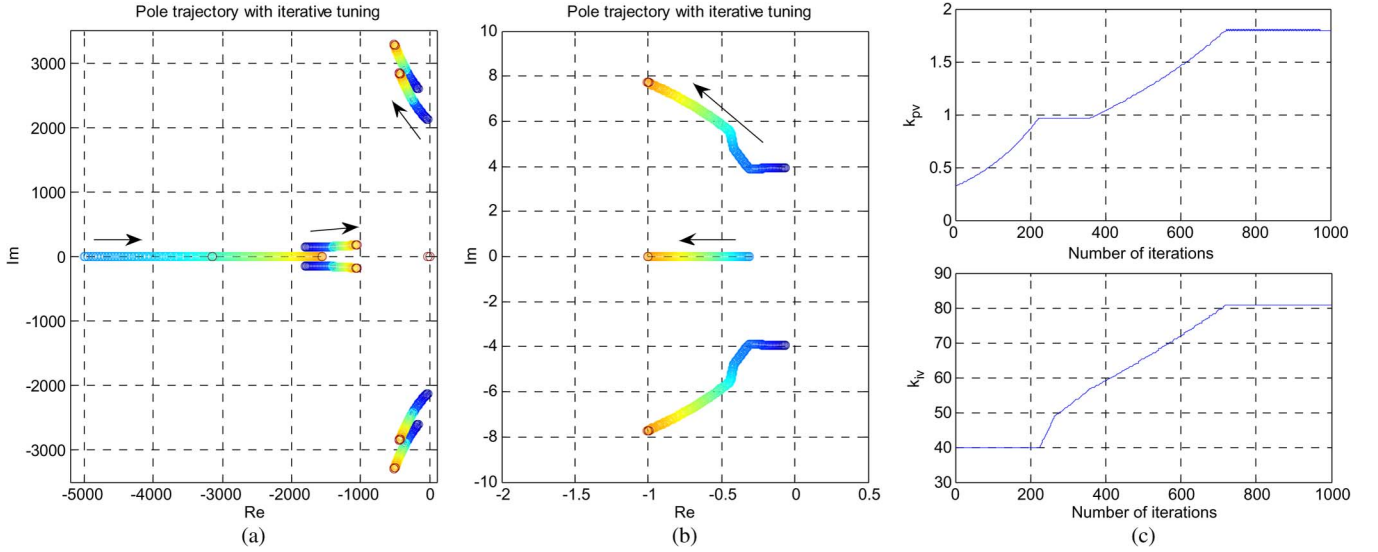 Pole trajectory with iterative tuning
3000
2000
1000
0
-1000
-2000
-3000
Im
-5000 -4000 -3000 -2000 -1000 0
Re
(a)
Pole trajectory with iterative tuning
10
8
6
4
2
0
-2
-4
-6
-8
-10
Im
-2 -1.5 -1 -0.5 0 0.5
Re
(b)
2
1.5
1
0.5
0
kpv
0 200 400 600 800 1000
Number of iterations
90
80
70
60
50
40
30
kiv
0 200 400 600 800 1000
Number of iterations
(c)